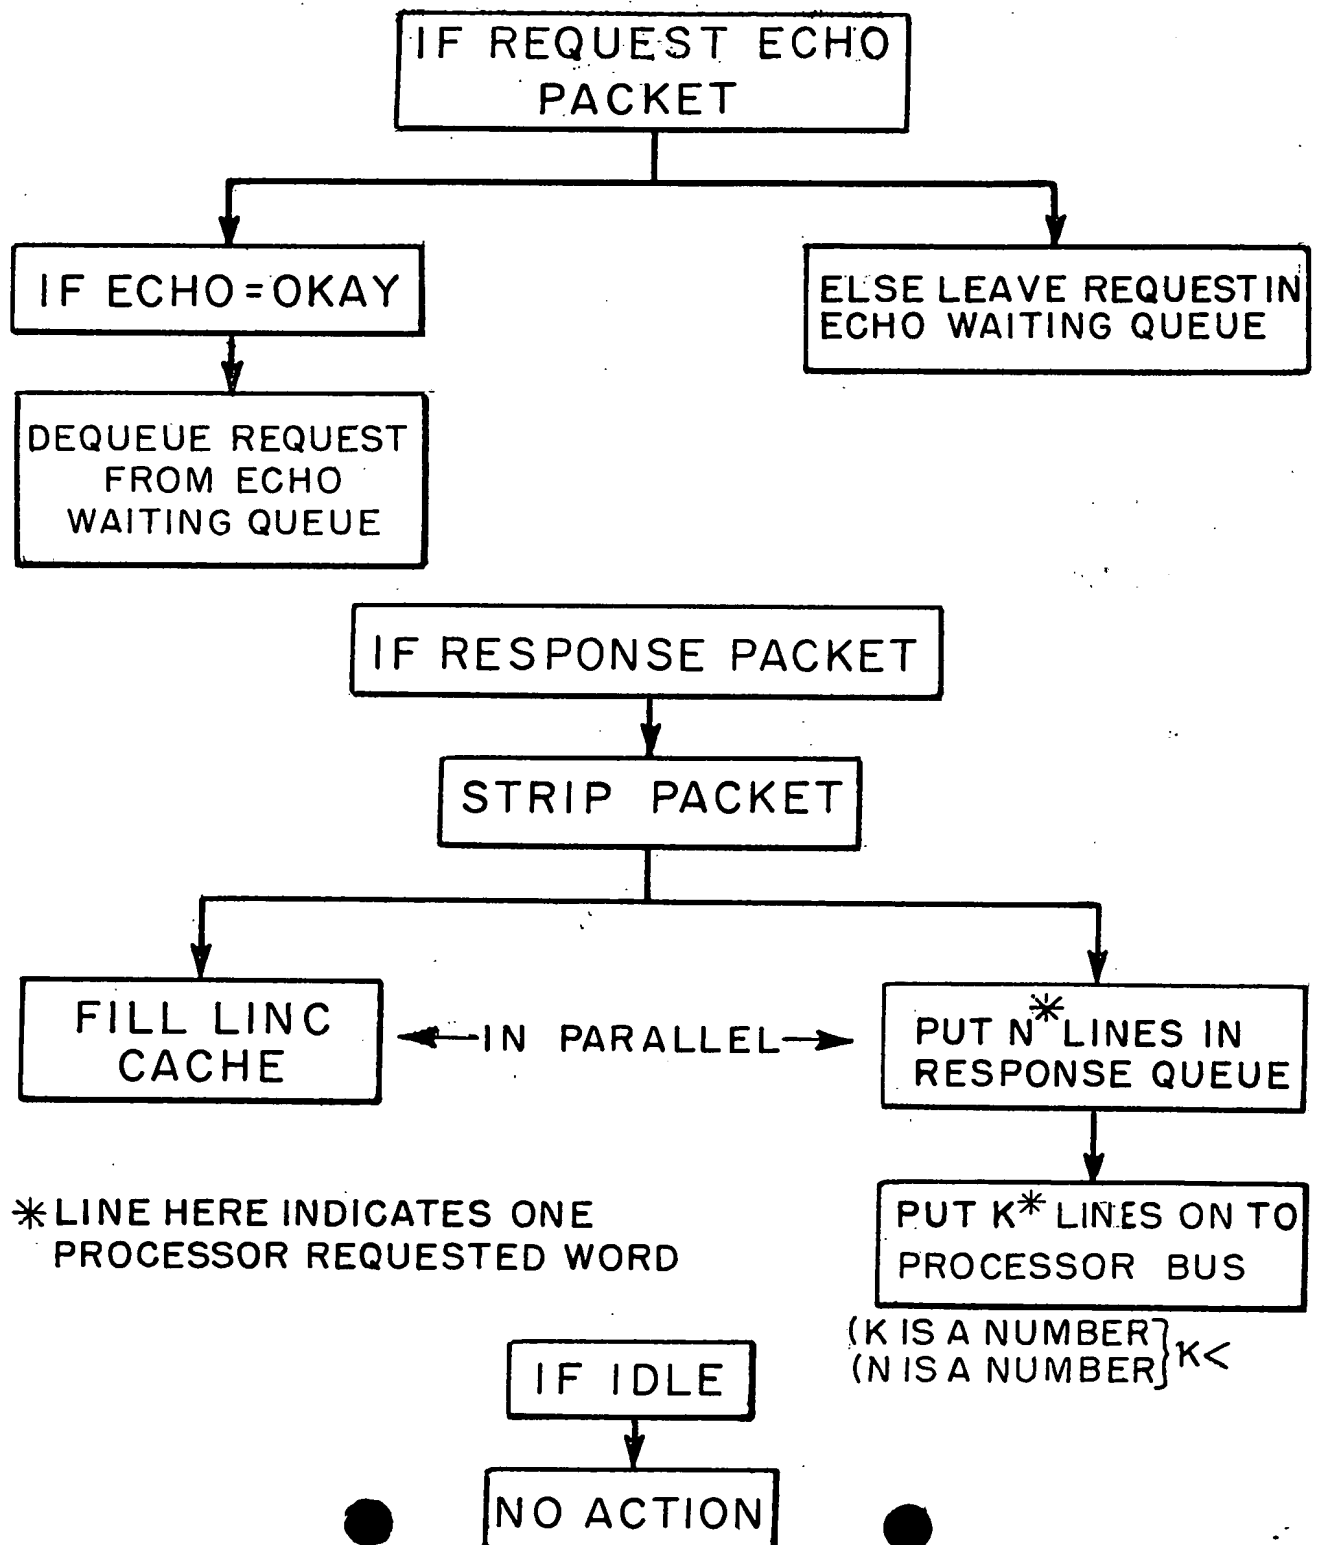 IF REQUEST ECHO
PACKET
IF ECHO=OKAY
ELSE LEAVE REQUEST IN
ECHO WAITING QUEUE
DEQUEUE REQUEST
FROM ECHO
WAITING QUEUE
IF RESPONSE PACKET
STRIP PACKET
FILL LINC
CACHE
IN PARALLEL
PUT N* LINES IN
RESPONSE QUEUE
* LINE HERE INDICATES ONE
PROCESSOR REQUESTED WORD
PUT K* LINES ON TO
PROCESSOR BUS
(K IS A NUMBER
(N IS A NUMBER} K<
IF IDLE
NO ACTION